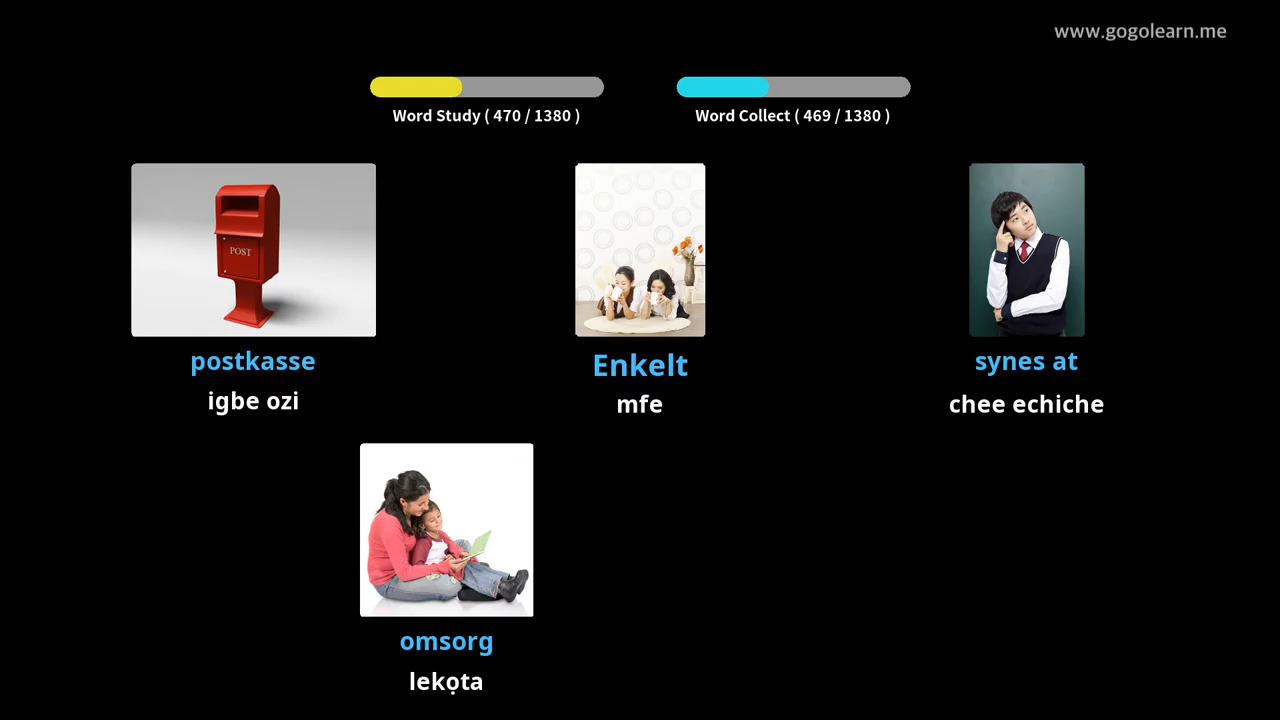 www.gogolearn.me
Word Study ( 470 / 1380 )
Word Collect ( 469 / 1380 )
POST
postkasse
igbe ozi
Enkelt
mfe
synes at
chee echiche
omsorg
lekọta